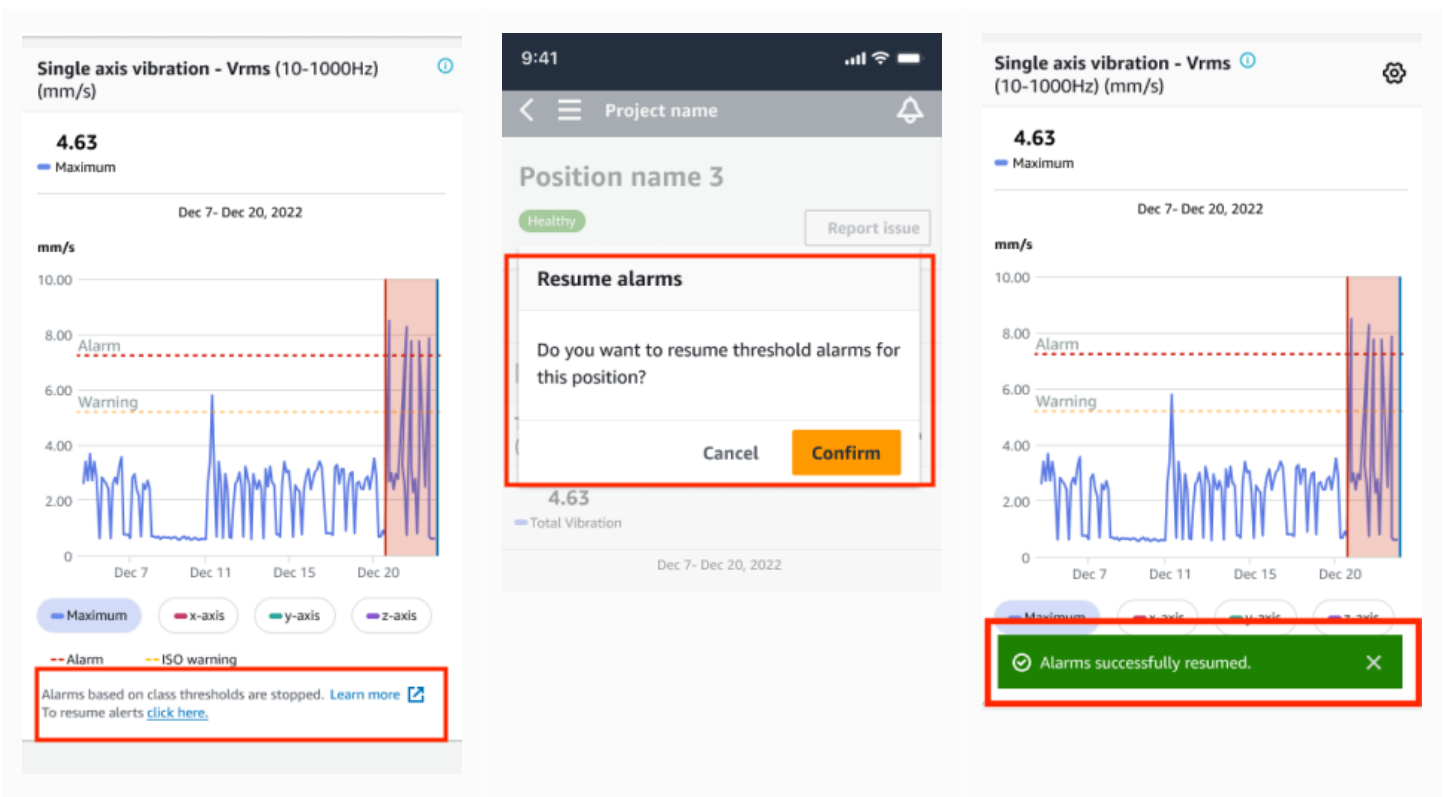 Single axis vibration - Vrms (10-1000Hz)
(mm/s)
4.63
Maximum
Dec 7- Dec 20, 2022
mm/s
10.00
8.00
Alarm
6.00
Warning
4.00
2.00
0
Dec 7 Dec 11 Dec 15 Dec 20
Maximum x-axis y-axis z-axis
Alarm ISO warning
Alarms based on class thresholds are stopped. Learn more
To resume alerts click here.
9:41
Project name
Position name 3
Healthy
Report issue
Resume alarms
Do you want to resume threshold alarms for
this position?
Cancel Confirm
4.63
Total Vibration
Dec 7- Dec 20, 2022
Single axis vibration - Vrms
(10-1000Hz) (mm/s)
4.63
Maximum
Dec 7- Dec 20, 2022
mm/s
10.00
8.00
Alarm
6.00
Warning
4.00
2.00
0
Dec 7 Dec 11 Dec 15 Dec 20
Maximum x-axis y-axis z-axis
Alarms successfully resumed.